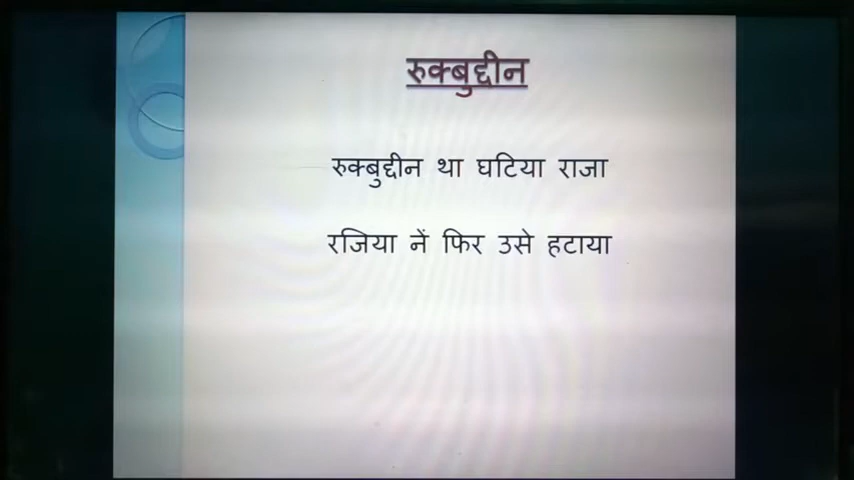 रुक्बुद्दीन
रुक्बुद्दीन था घटिया राजा
रजिया नें फिर उसे हटाया